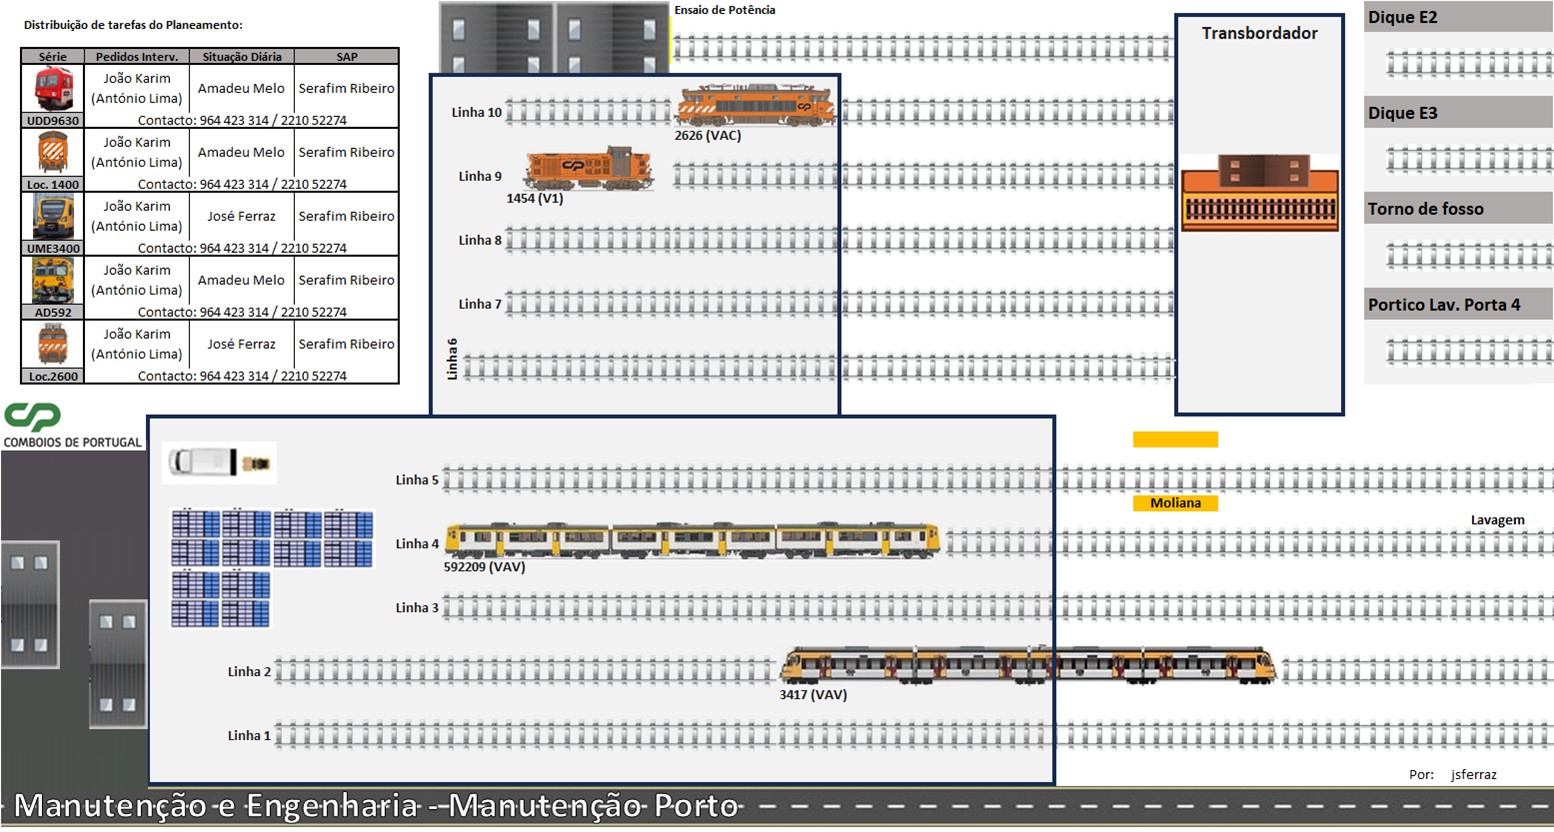 Distribuição de tarefas do Planeamento:
Série Pedidos Interv. Situação Diária SAP
João Karim
(António Lima) Amadeu Melo Serafim Ribeiro
UDD9630 Contacto: 964 423 314 / 2210 52274
João Karim
(António Lima) Amadeu Melo Serafim Ribeiro
Loc. 1400 Contacto: 964 423 314 / 2210 52274
João Karim
(António Lima) José Ferraz Serafim Ribeiro
UME3400 Contacto: 964 423 314 / 2210 52274
João Karim
(António Lima) Amadeu Melo Serafim Ribeiro
AD592 Contacto: 964 423 314 / 2210 52274
João Karim
(António Lima) José Ferraz Serafim Ribeiro
Loc.2600 Contacto: 964 423 314 / 2210 52274
Ensaio de Potência
Linha 10
2626 (VAC)
Linha 9
1454 (V1)
Linha 8
Linha 7
Linha 6
Transbordador
Dique E2
Dique E3
Torno de fosso
Portico Lav. Porta 4
CP
COMBOIOS DE PORTUGAL
Linha 5
Moliana
Lavagem
Linha 4
592209 (VAV)
Linha 3
Linha 2
3417 (VAV)
Linha 1
Por: jsferraz
Manutenção e Engenharia - Manutenção Porto